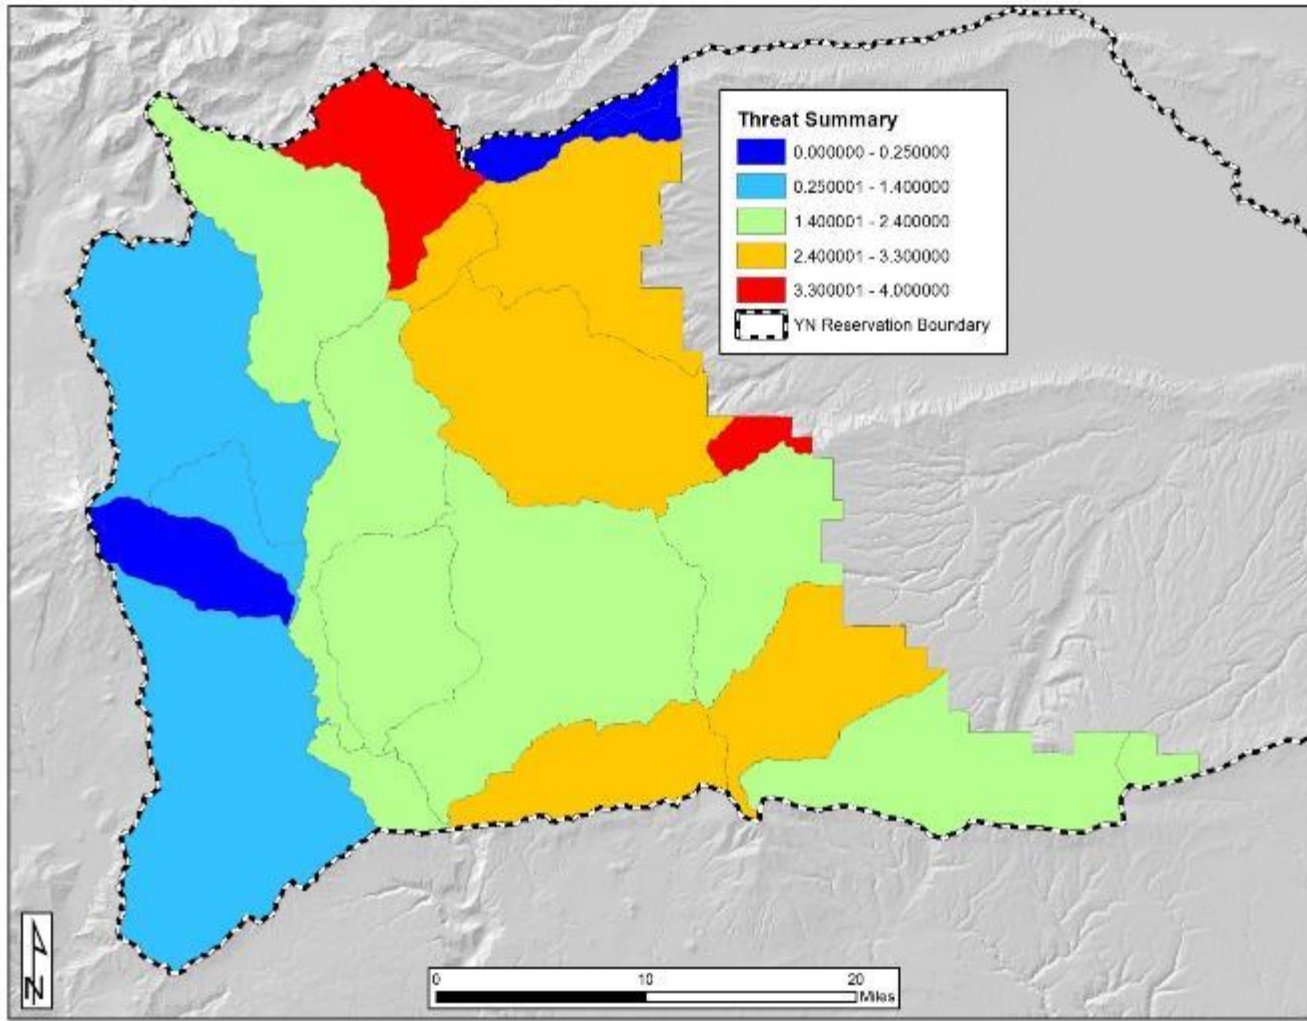 Threat Summary
0.000000 - 0.250000
0.250001 - 1.400000
1.400001 - 2.400000
2.400001 - 3.300000
3.300001 - 4.000000
YN Reservation Boundary
N
0 10 20
Miles